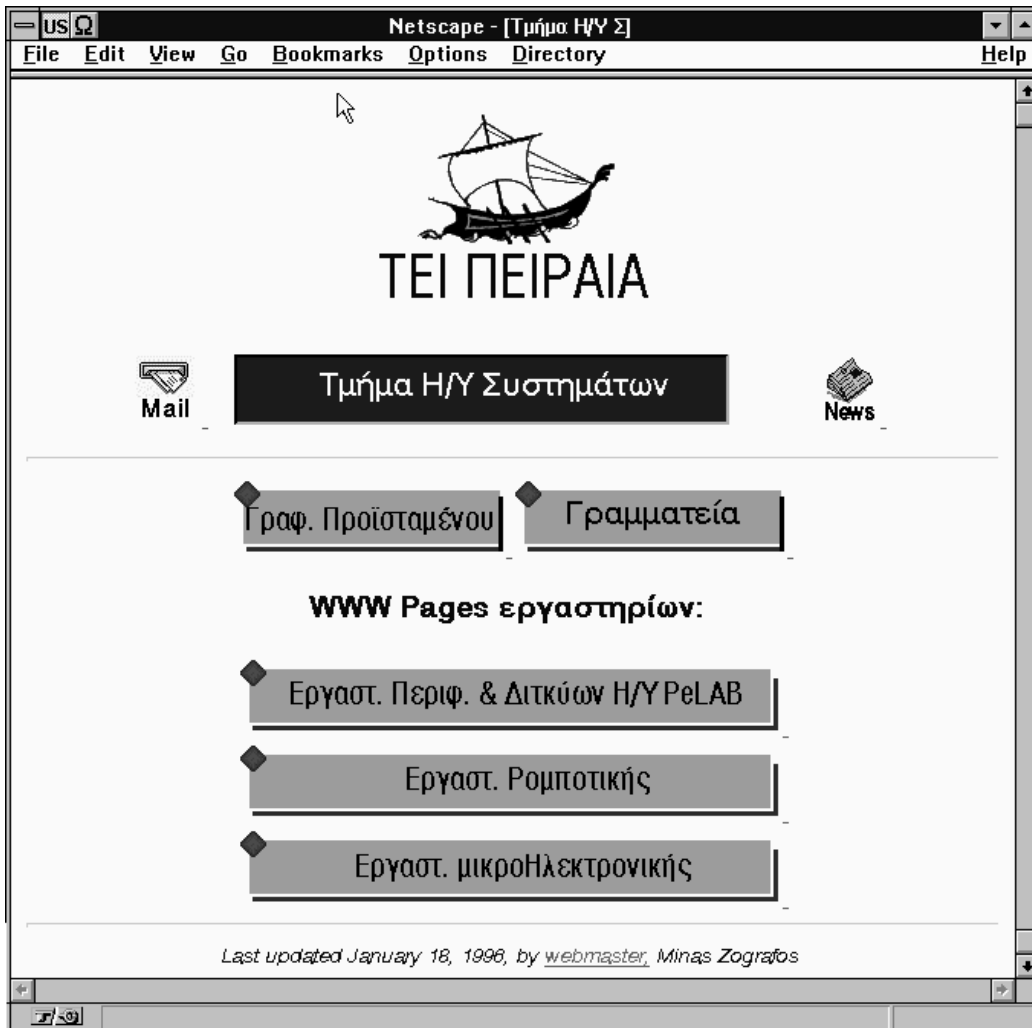 US Ω Netscape - [Τμήμα Η/Υ Σ]
File Edit View Go Bookmarks Options Directory Help
ΤΕΙ ΠΕΙΡΑΙΑ
Mail Τμήμα Η/Υ Συστημάτων News
Γραφ. Προϊσταμένου Γραμματεία
WWW Pages εργαστηρίων:
Εργαστ. Περιφ. & Διτκύων Η/Υ PeLAB
Εργαστ. Ρομποτικής
Εργαστ. μικροΗλεκτρονικής
Last updated January 18, 1996, by webmaster, Minas Zografos